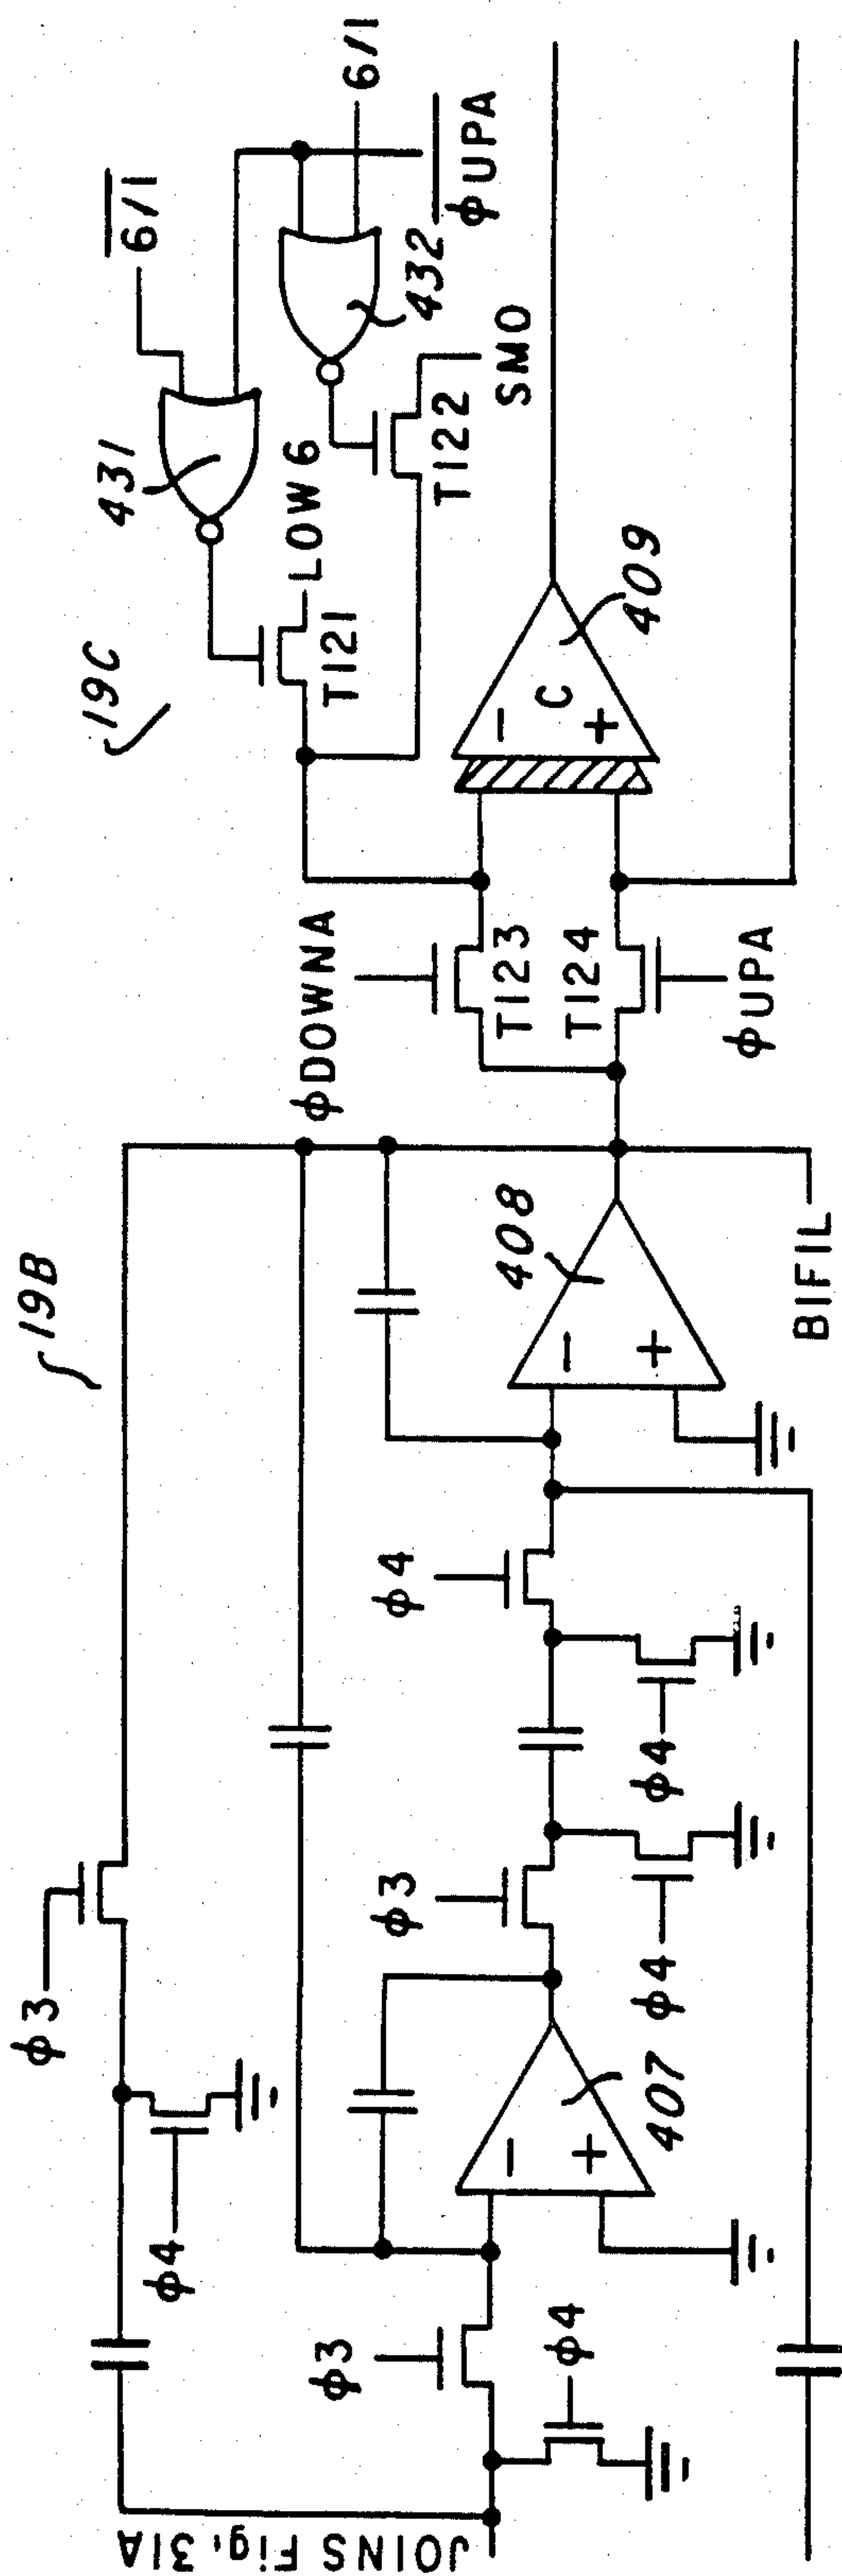 JOINS Fig. 31A
φ3
φ4
φ3
φ4
407
-
+
φ3
φ4
φ4
φ4
19B
408
-
+
BIFIL
φDOWNA
T123
T124
φUPA
19C
409
-
C
+
T121
LOW 6
T122
SMO
431
432
6/1
6/1
φUPA